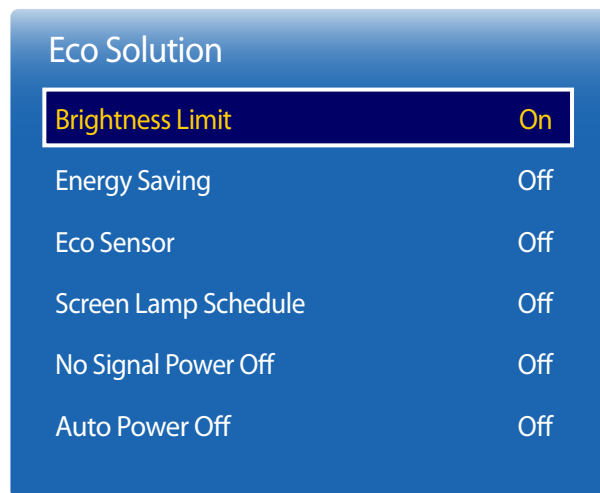 Eco Solution
Brightness Limit On
Energy Saving Off
Eco Sensor Off
Screen Lamp Schedule Off
No Signal Power Off Off
Auto Power Off Off